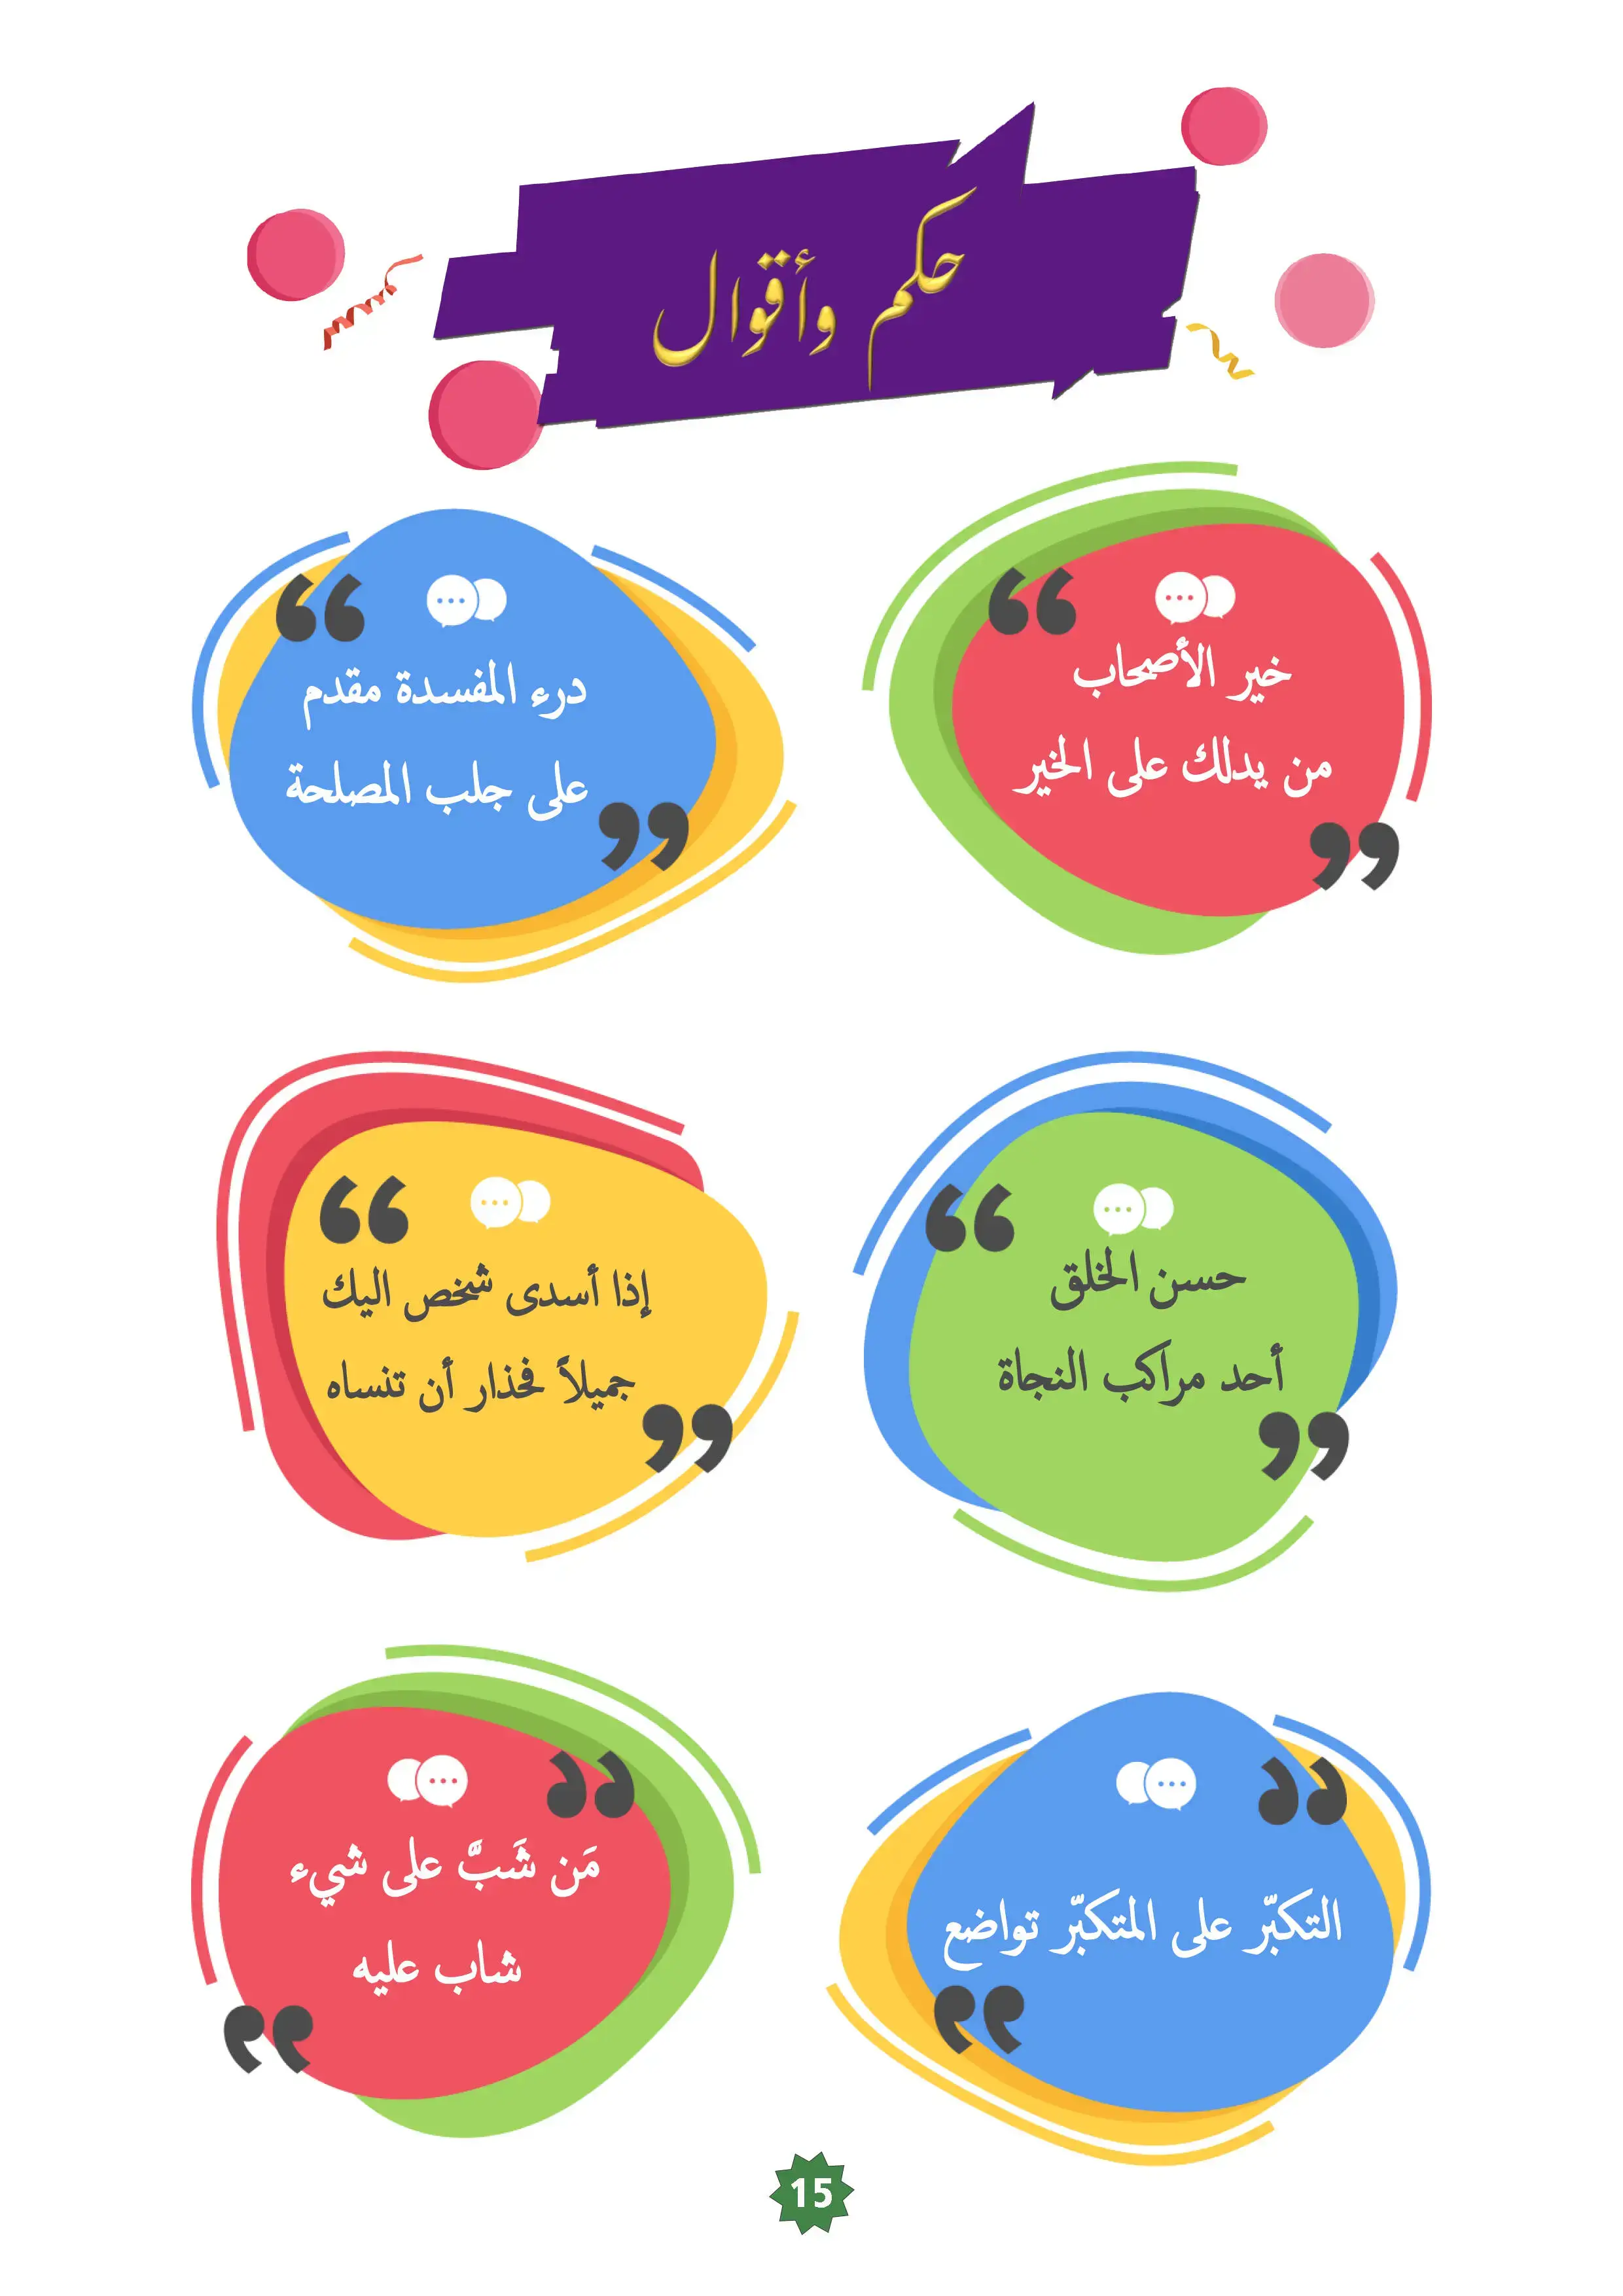 حكم وأقوال
خير الأصحاب
من يدلك على الخير
درء المفسدة مقدم
على جلب المصلحة
حسن الخلق
أحد مراكب النجاة
إذا أسدى شخص اليك
جميلاً فحذار أن تنساه
التكبّر على المتكبّر تواضع
مَن شَبّ على شيء
شاب عليه
15